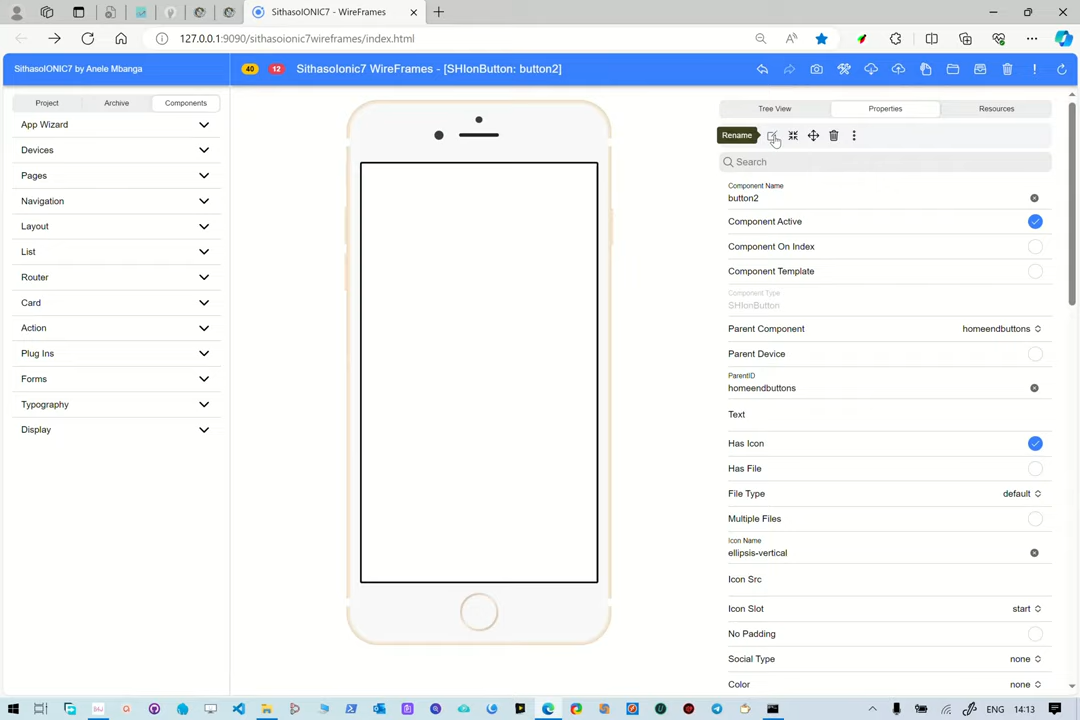 SithasoIONIC7 - WireFrames
127.0.0.1:9090/sithasoionic7wireframes/index.html
SithasoIONIC7 by Anele Mbanga
40
12
SithasoIonic7 WireFrames - [SHIonButton: button2]
Project
Archive
Components
App Wizard
Devices
Pages
Navigation
Layout
List
Router
Card
Action
Plug Ins
Forms
Typography
Display
Tree View
Properties
Resources
Rename
Search
Component Name
button2
Component Active
Component On Index
Component Template
Component Type
SHIonButton
Parent Component
homeendbuttons
Parent Device
ParentID
homeendbuttons
Text
Has Icon
Has File
File Type
default
Multiple Files
Icon Name
ellipsis-vertical
Icon Src
Icon Slot
start
No Padding
Social Type
none
Color
none
ENG
14:13